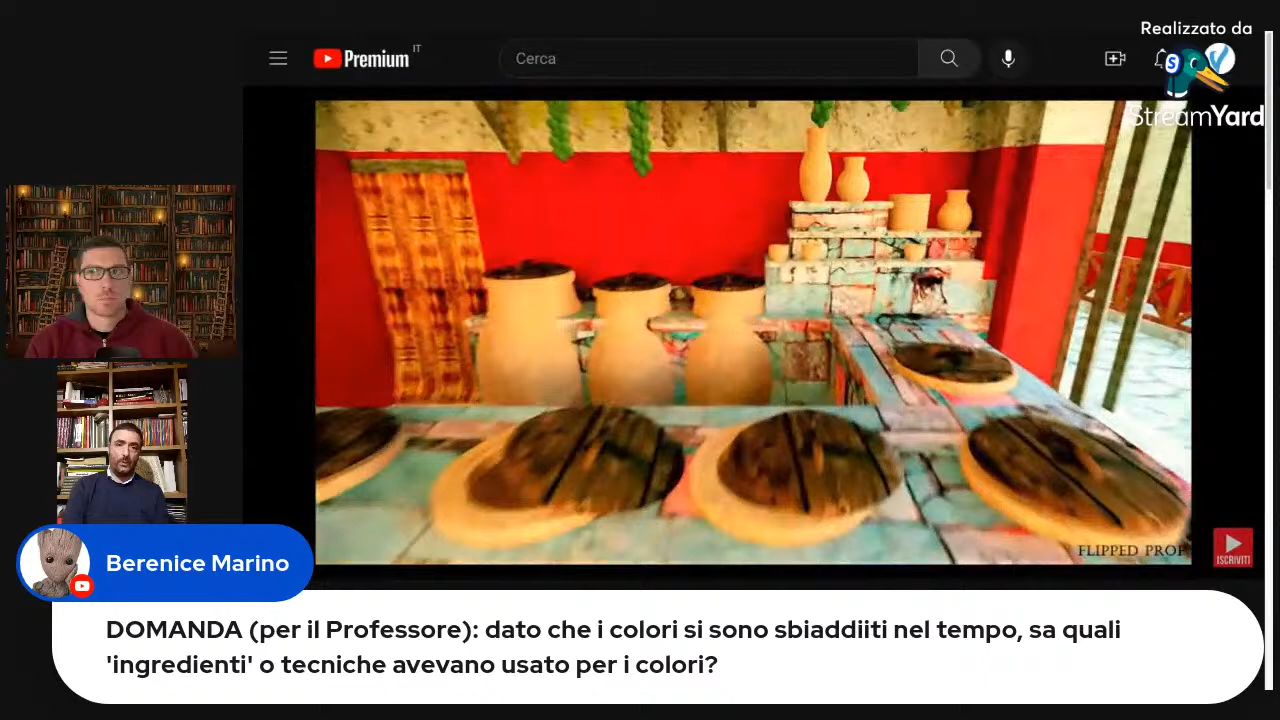 Realizzato da
StreamYard
Premium IT
Cerca
FLIPPED PROF
ISCRIVITI
Berenice Marino
DOMANDA (per il Professore): dato che i colori si sono sbiaddiiti nel tempo, sa quali
'ingredienti' o tecniche avevano usato per i colori?